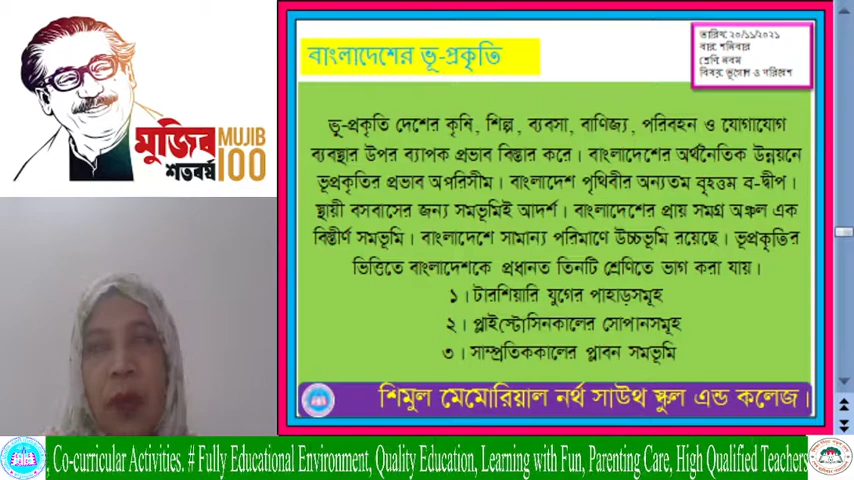 মুজিব
শতবর্ষ
MUJIB
100
বাংলাদেশের ভূ-প্রকৃতি
তারিখ: ২০/১১/২০২১
বার: শনিবার
শ্রেণি নবম
বিষয়: ভূগোল ও পরিবেশ
ভূ-প্রকৃতি দেশের কৃষি, শিল্প, ব্যবসা, বাণিজ্য, পরিবহন ও যোগাযোগ
ব্যবস্থার উপর ব্যাপক প্রভাব বিস্তার করে। বাংলাদেশের অর্থনৈতিক উন্নয়নে
ভূপ্রকৃতির প্রভাব অপরিসীম। বাংলাদেশ পৃথিবীর অন্যতম বৃহত্তম ব-দ্বীপ।
স্থায়ী বসবাসের জন্য সমভূমিই আদর্শ। বাংলাদেশের প্রায় সমগ্র অঞ্চল এক
বিস্তীর্ণ সমভূমি। বাংলাদেশে সামান্য পরিমাণে উচ্চভূমি রয়েছে। ভূপ্রকৃতির
ভিত্তিতে বাংলাদেশকে প্রধানত তিনটি শ্রেণিতে ভাগ করা যায়।
১। টারশিয়ারি যুগের পাহাড়সমূহ
২। প্লাইস্টোসিনকালের সোপানসমূহ
৩। সাম্প্রতিককালের প্লাবন সমভূমি
শিমুল মেমোরিয়াল নর্থ সাউথ স্কুল এন্ড কলেজ।
, Co-curricular Activities. # Fully Educational Environment, Quality Education, Learning with Fun, Parenting Care, High Qualified Teachers